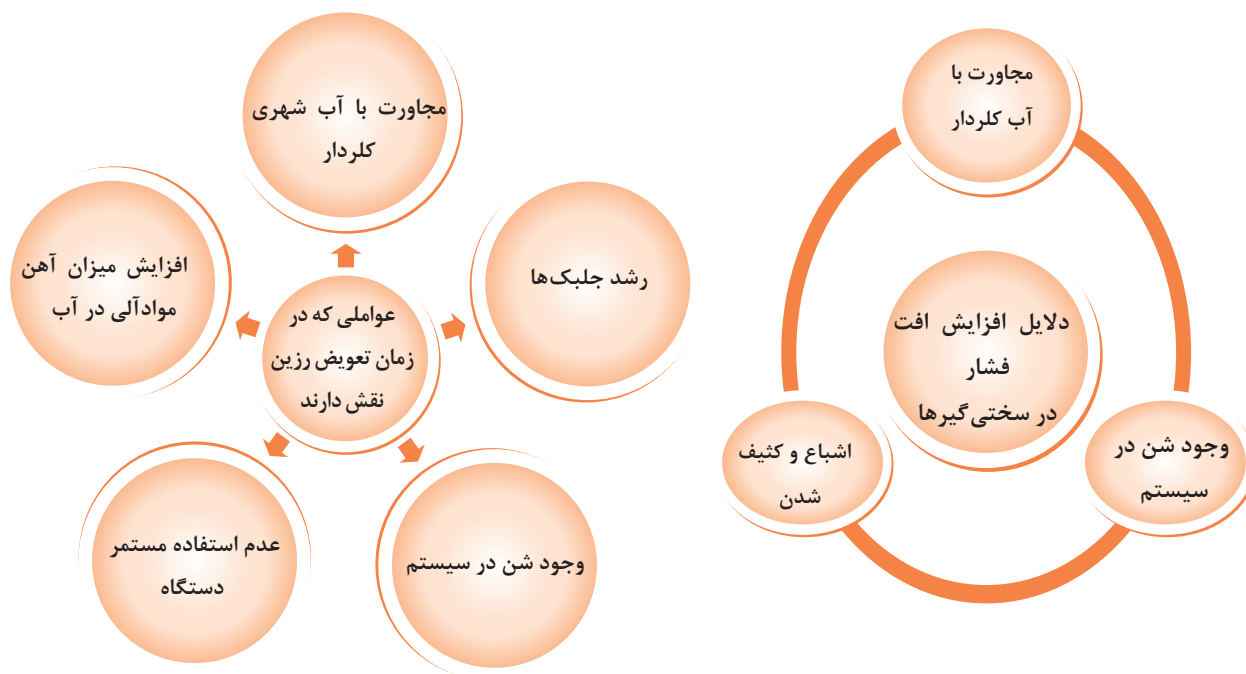 مجاورت با
آب کلردار
دلایل افزایش افت
فشار
در سختی‌گیرها
وجود شن در
سیستم
اشباع و کثیف
شدن
مجاورت با آب شهری
کلردار
رشد جلبک‌ها
عواملی که در
زمان تعویض رزین
نقش دارند
افزایش میزان آهن
موادآلی در آب
وجود شن در سیستم
عدم استفاده مستمر
دستگاه